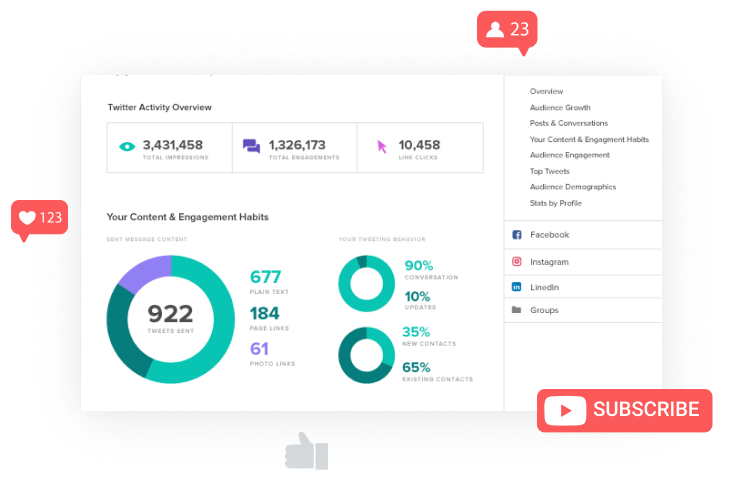 23
Twitter Activity Overview
3,431,458
TOTAL IMPRESSIONS
1,326,173
TOTAL ENGAGEMENTS
10,458
LINK CLICKS
Overview
Audience Growth
Posts & Conversations
Your Content & Engagment Habits
Audience Engagement
Top Tweets
Audience Demographics
Stats by Profile
Facebook
Instagram
LinedIn
Groups
123
Your Content & Engagement Habits
SENT MESSAGE CONTENT
922
TWEETS SENT
677
PLAIN TEXT
184
PAGE LINKS
61
PHOTO LINKS
YOUR TWEETING BEHAVIOR
90%
CONVERSATION
10%
UPDATES
35%
NEW CONTACTS
65%
EXISTING CONTACTS
SUBSCRIBE